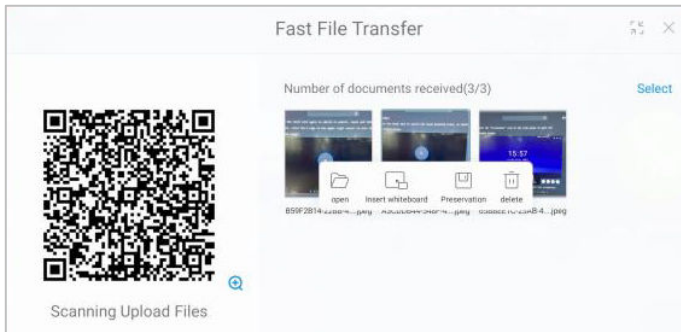 Fast File Transfer
Number of documents received(3/3)
Select
15:57
open Insert whiteboard Preservation delete
Scanning Upload Files